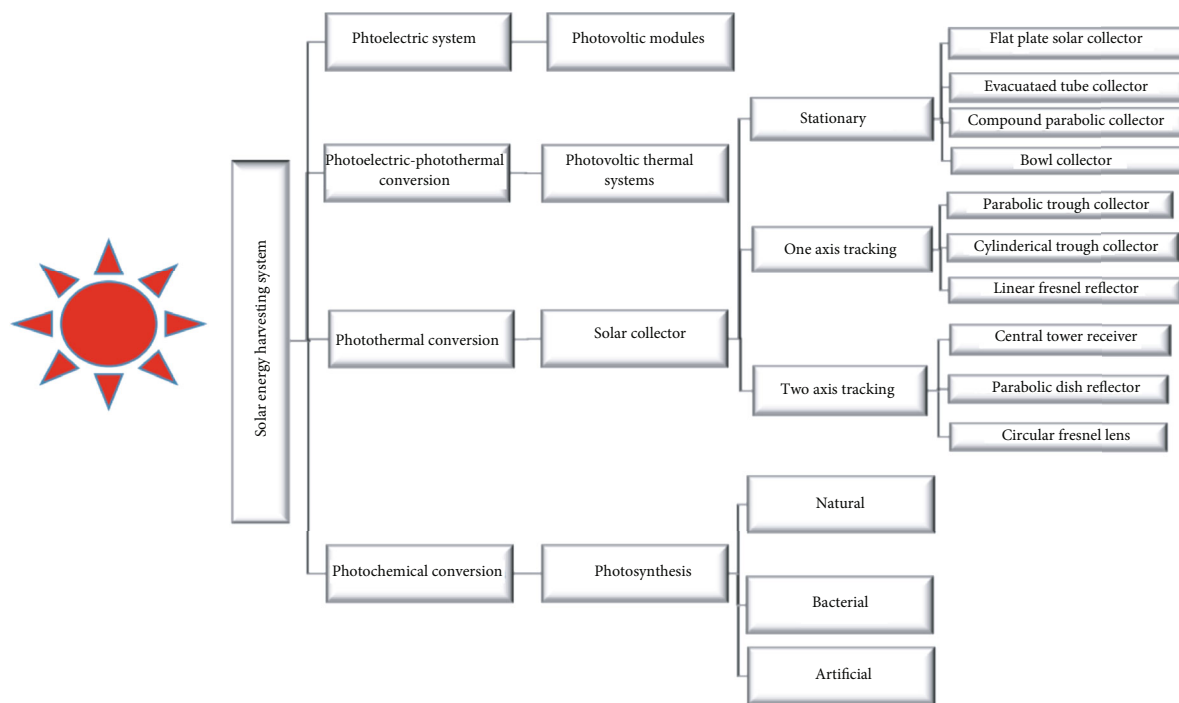 Solar energy harvesting system
Phtoelectric system
Photovoltic modules
Photoelectric-photothermal
conversion
Photovoltic thermal
systems
Photothermal conversion
Solar collector
Stationary
Flat plate solar collector
Evacuataed tube collector
Compound parabolic collector
Bowl collector
One axis tracking
Parabolic trough collector
Cylinderical trough collector
Linear fresnel reflector
Two axis tracking
Central tower receiver
Parabolic dish reflector
Circular fresnel lens
Photochemical conversion
Photosynthesis
Natural
Bacterial
Artificial